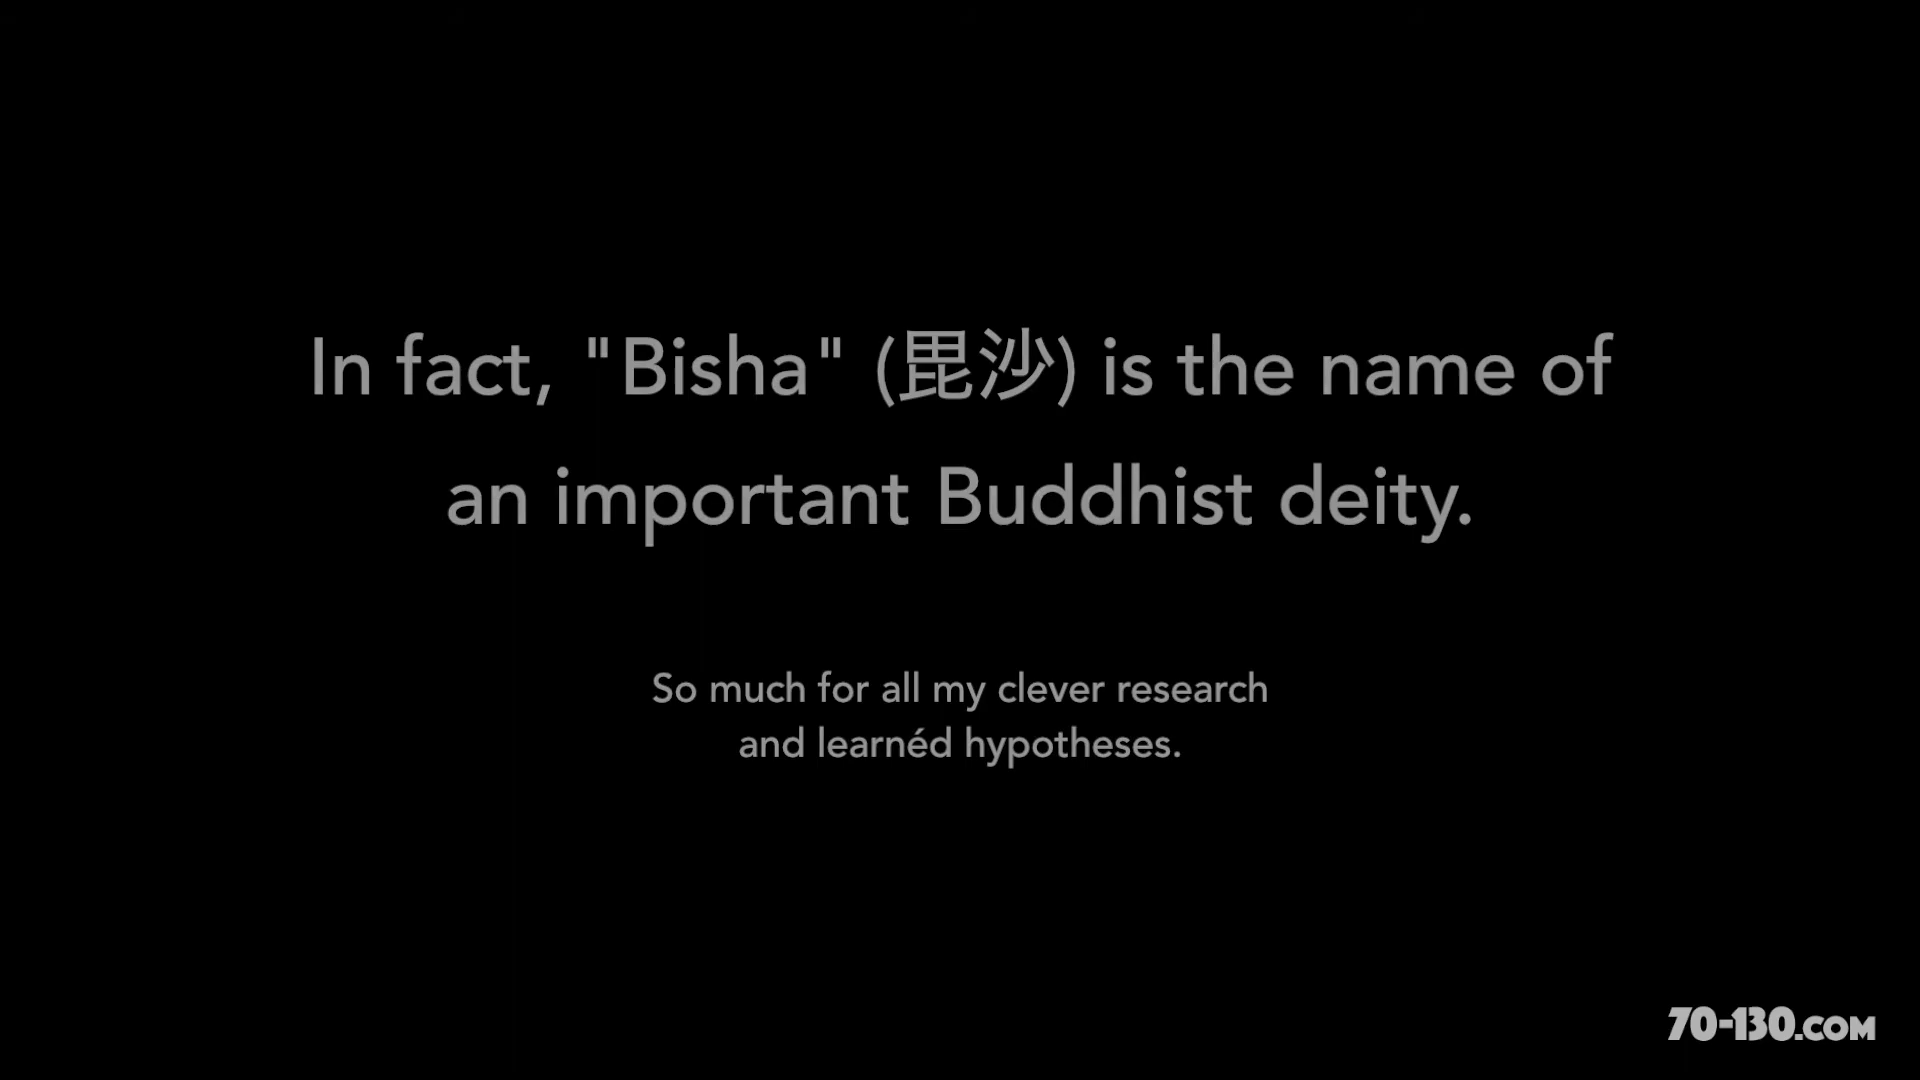 In fact, "Bisha" (毘沙) is the name of
an important Buddhist deity.
So much for all my clever research
and learnéd hypotheses.
70-130.COM